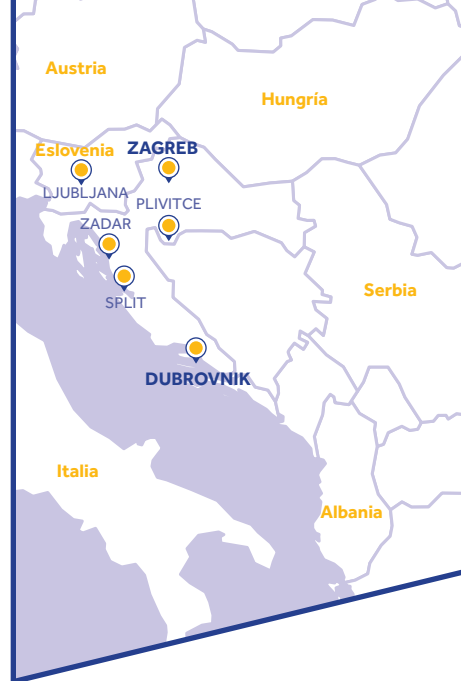 Austria
Hungría
Eslovenia
ZAGREB
LJUBLJANA
PLIVITCE
ZADAR
Serbia
SPLIT
DUBROVNIK
Italia
Albania